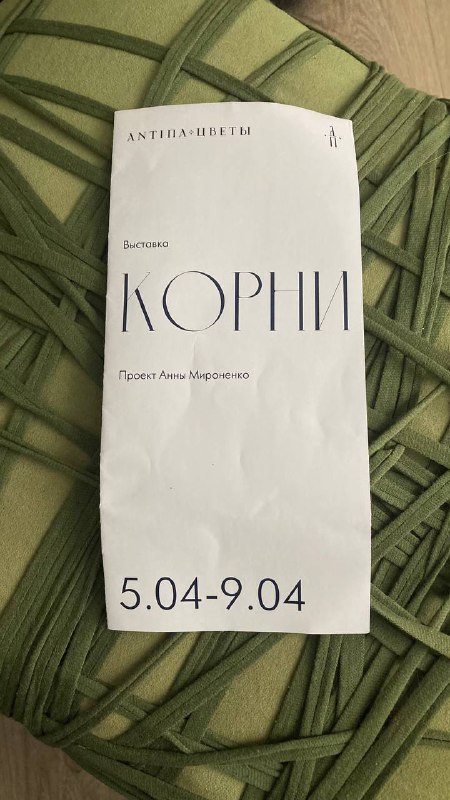 ANTIПА ЦВЕТЫ
Выставка
КОРНИ
Проект Анны Мироненко
5.04-9.04